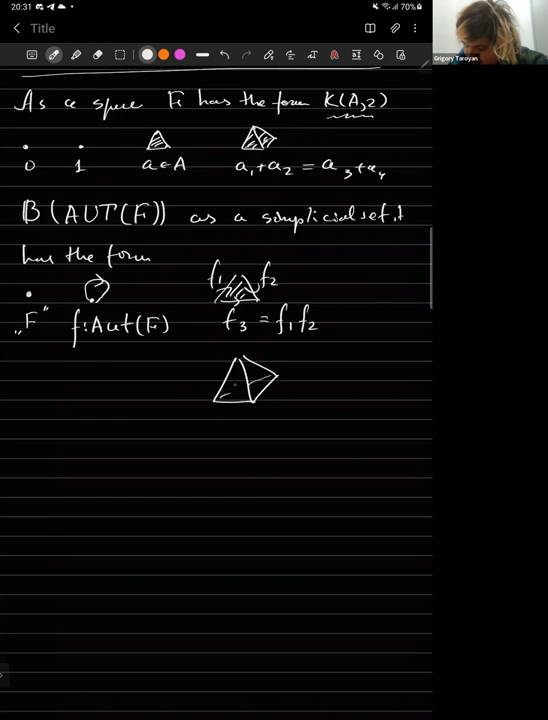 20:31
70%
Title
Grigory Taroyan
As a space F has the form K(A,2)
0 1 a∈A a₁+a₂ = a₃+a₄
B(AUT(F)) as a simplicial set it
has the form
f₁ f₂
„F" f:Aut(F) f₃ = f₁f₂